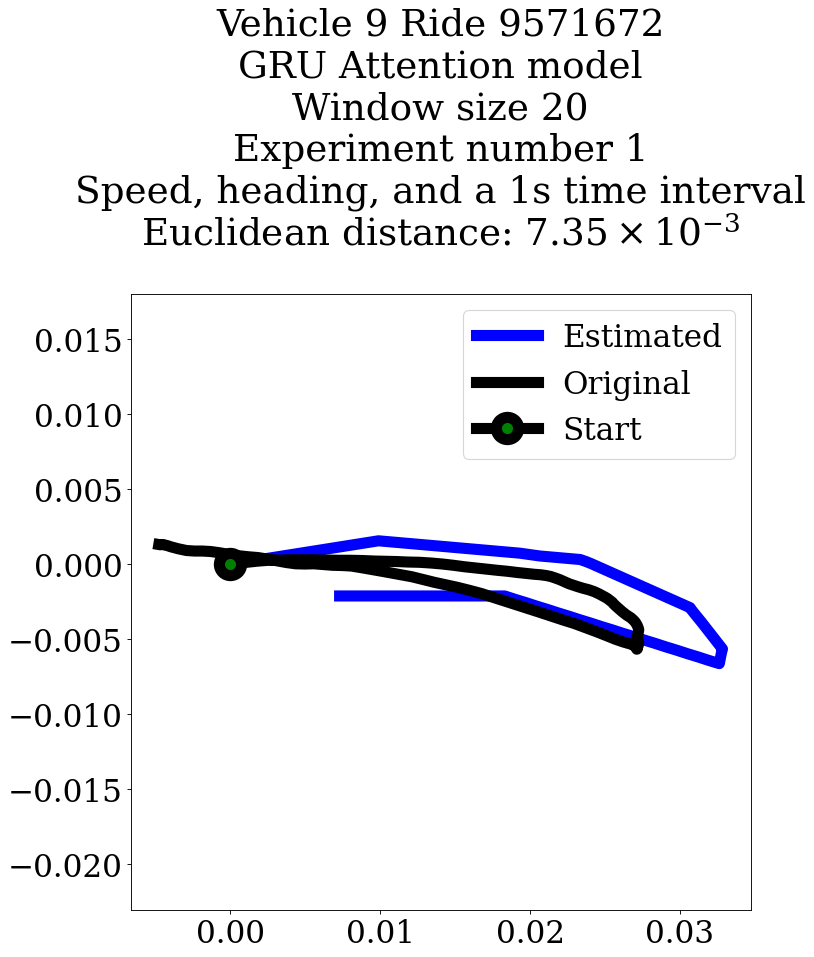 Vehicle 9 Ride 9571672
GRU Attention model
Window size 20
Experiment number 1
Speed, heading, and a 1s time interval
Euclidean distance: 7.35 × 10⁻³
Estimated
Original
Start
0.015
0.010
0.005
0.000
−0.005
−0.010
−0.015
−0.020
0.00 0.01 0.02 0.03